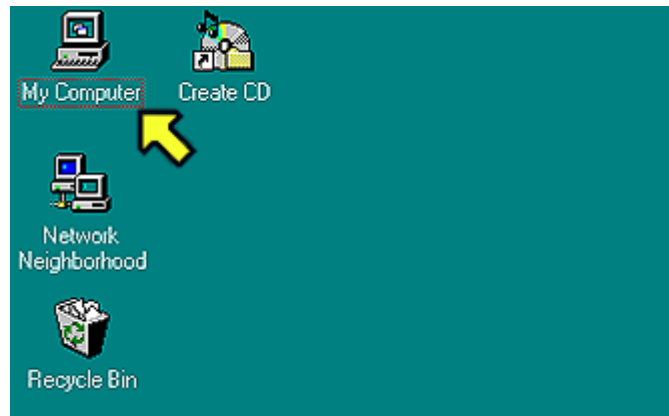 My Computer
Create CD
Network
Neighborhood
Recycle Bin